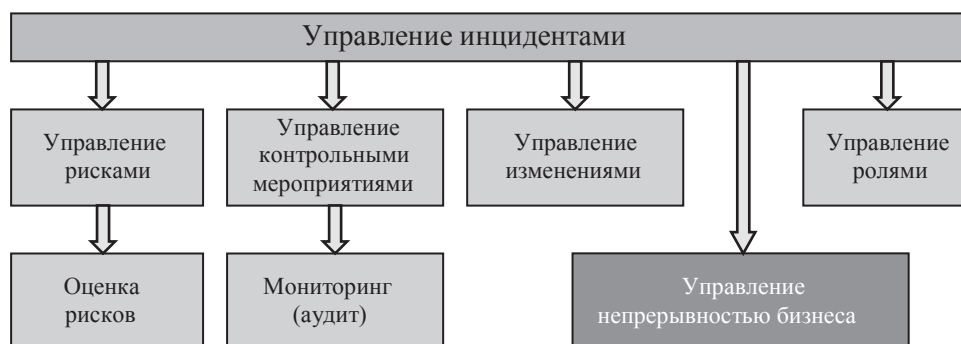 Управление инцидентами
Управление
рисками
Управление
контрольными
мероприятиями
Управление
изменениями
Управление
ролями
Оценка
рисков
Мониторинг
(аудит)
Управление
непрерывностью бизнеса